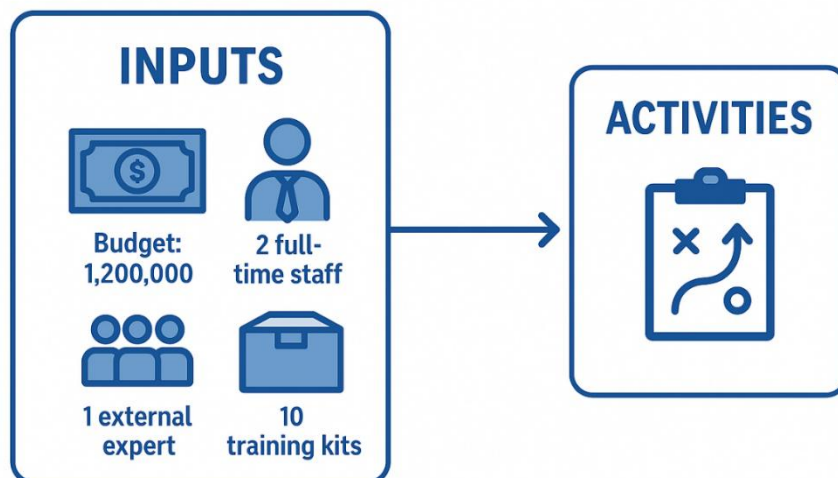 INPUTS
$
Budget:
1,200,000
2 full-
time staff
1 external
expert
10
training kits
ACTIVITIES